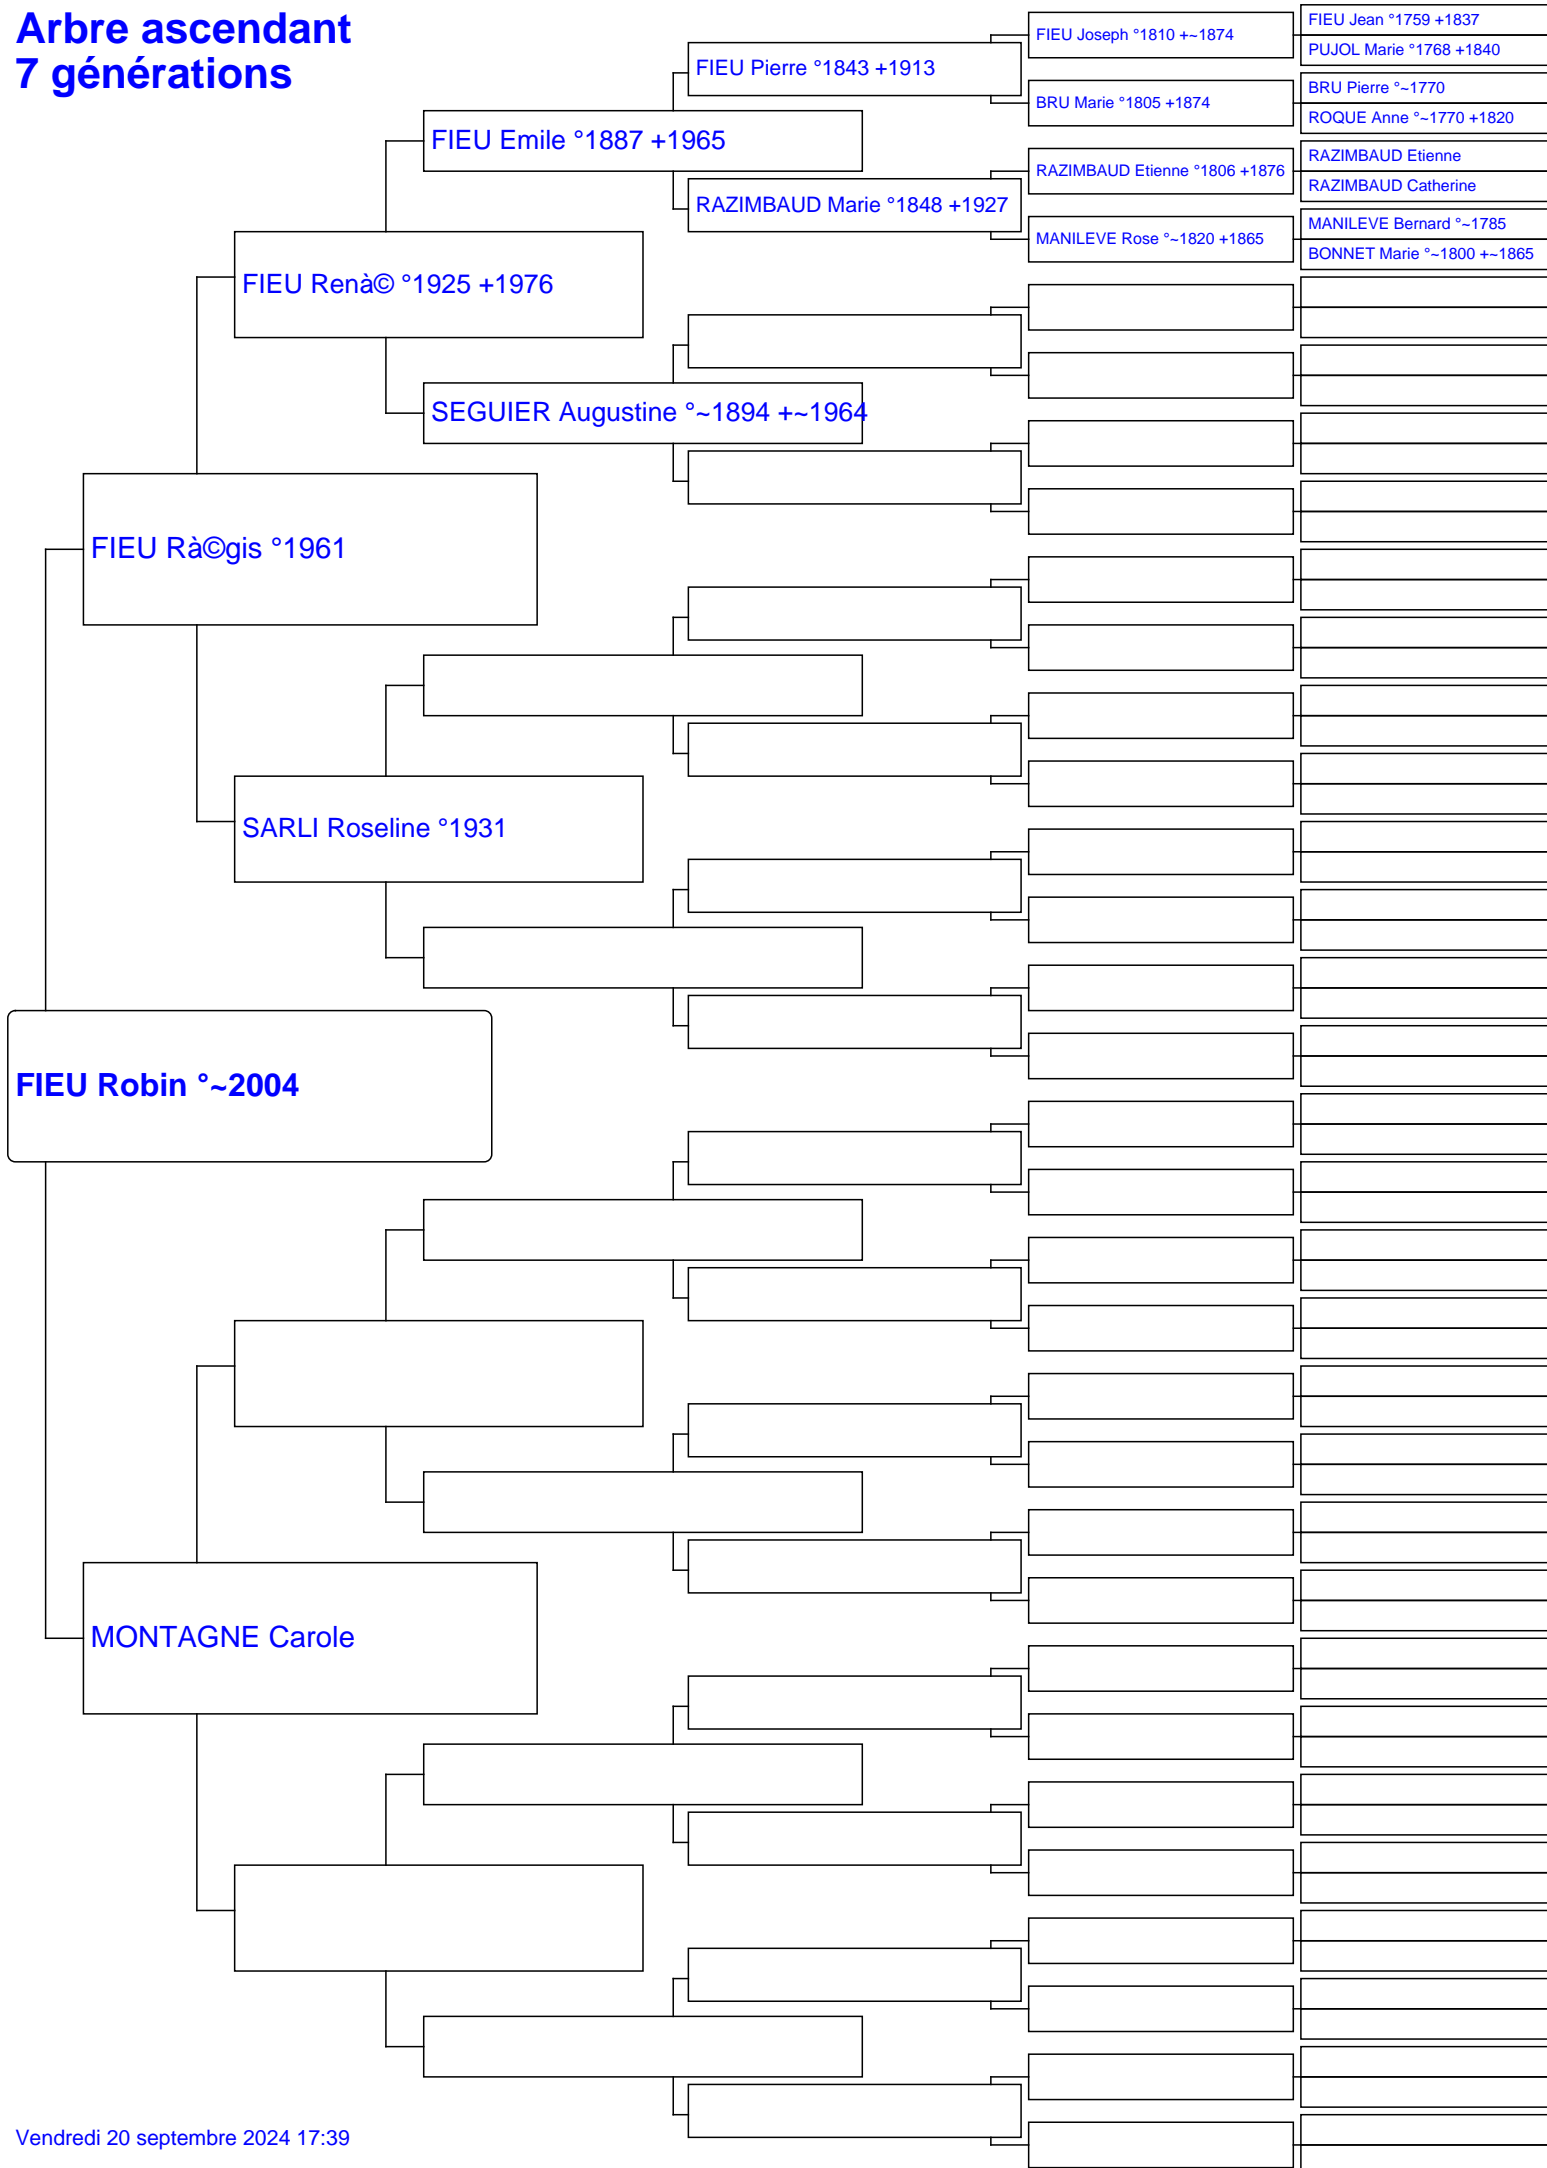 Arbre ascendant
7 générations
FIEU Joseph °1810 +~1874
FIEU Jean °1759 +1837
PUJOL Marie °1768 +1840
FIEU Pierre °1843 +1913
BRU Marie °1805 +1874
BRU Pierre °~1770
ROQUE Anne °~1770 +1820
FIEU Emile °1887 +1965
RAZIMBAUD Etienne °1806 +1876
RAZIMBAUD Etienne
RAZIMBAUD Catherine
RAZIMBAUD Marie °1848 +1927
MANILEVE Rose °~1820 +1865
MANILEVE Bernard °~1785
BONNET Marie °~1800 +~1865
FIEU Renà© °1925 +1976
SEGUIER Augustine °~1894 +~1964
FIEU Rà©gis °1961
SARLI Roseline °1931
FIEU Robin °~2004
MONTAGNE Carole
Vendredi 20 septembre 2024 17:39